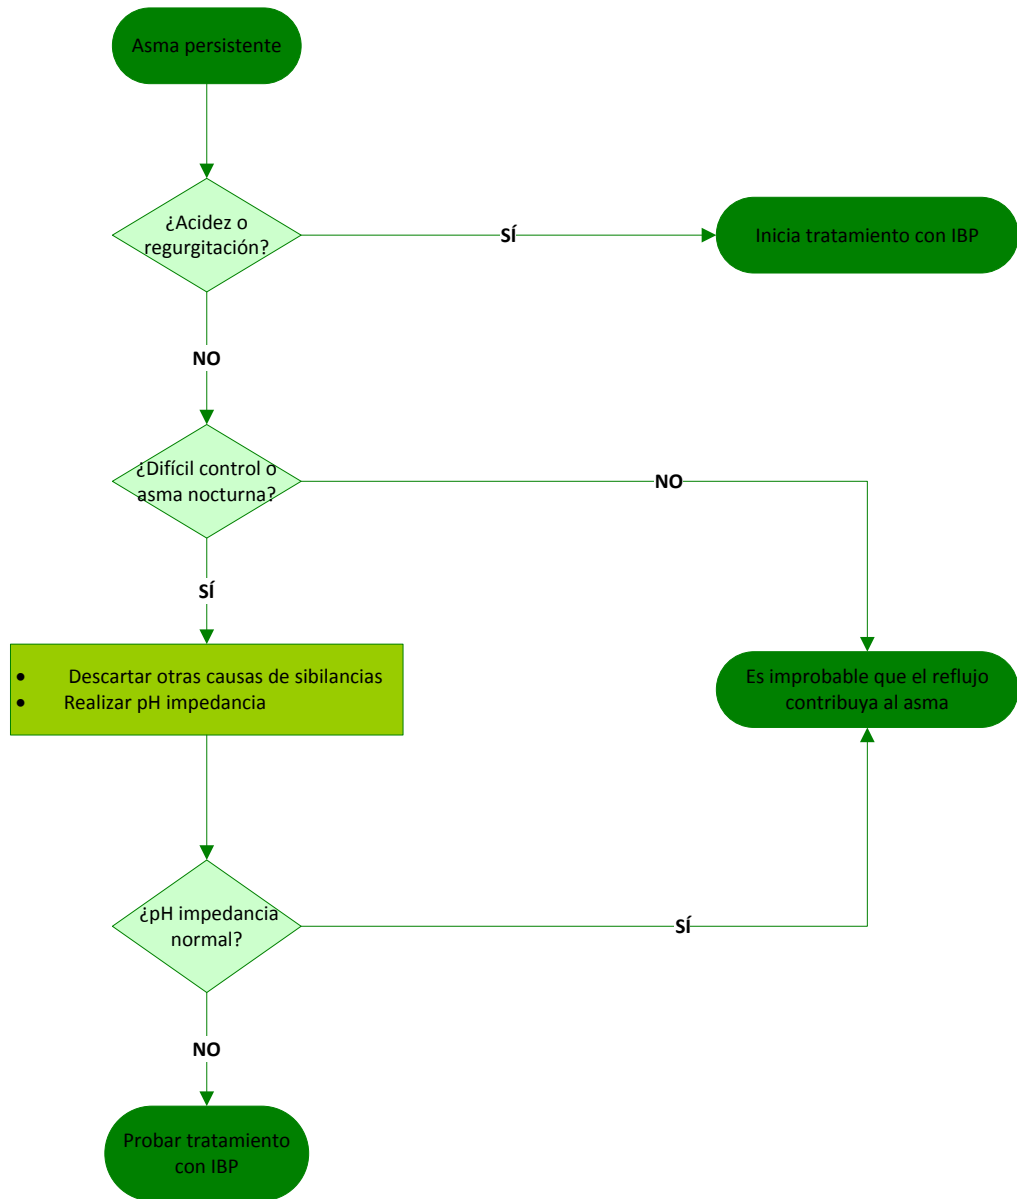 Asma persistente
¿Acidez o
regurgitación?
SÍ
Inicia tratamiento con IBP
NO
¿Difícil control o
asma nocturna?
NO
SÍ
• Descartar otras causas de sibilancias
• Realizar pH impedancia
Es improbable que el reflujo
contribuya al asma
¿pH impedancia
normal?
SÍ
NO
Probar tratamiento
con IBP